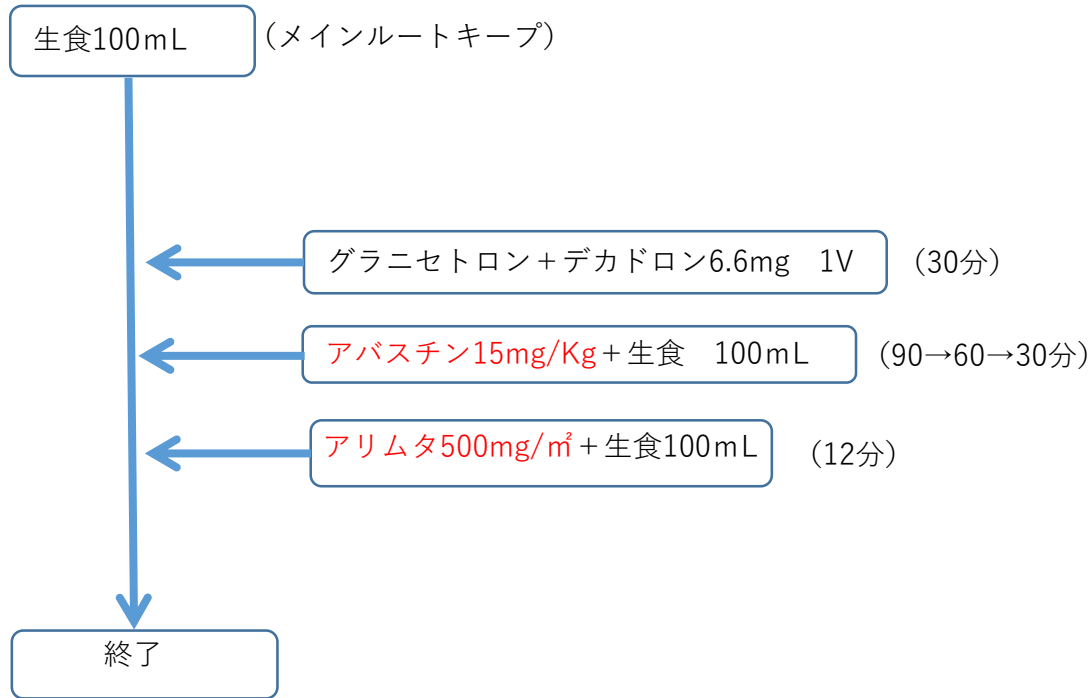 生食100mL (メインルートキープ)
グラニセトロン+デカドロン6.6mg 1V (30分)
アバスチン15mg/Kg+生食 100mL (90→60→30分)
アリムタ500mg/㎡+生食100mL (12分)
終了